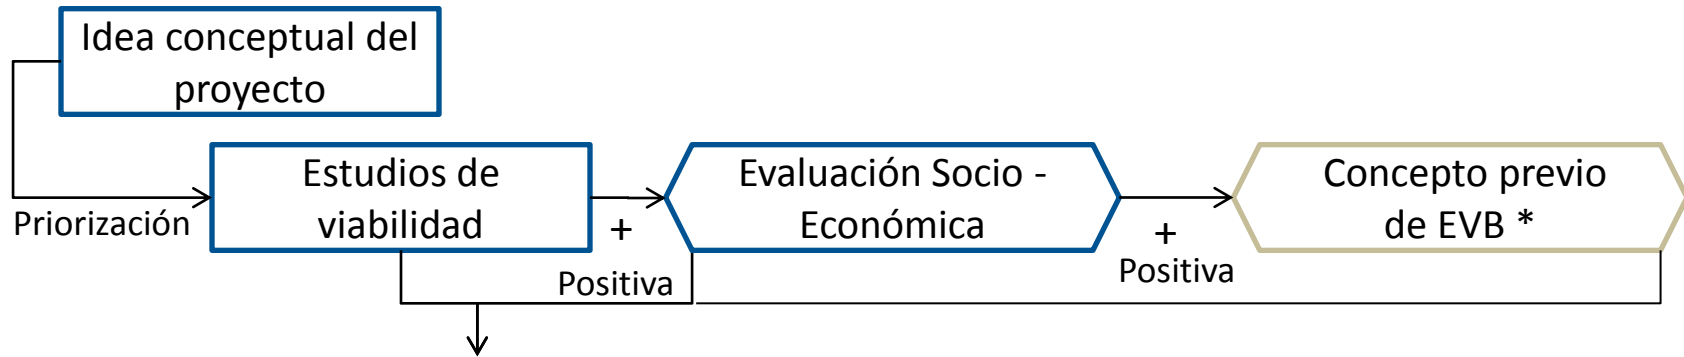 Idea conceptual del
proyecto
Priorización
Estudios de
viabilidad
+
Positiva
Evaluación Socio -
Económica
+
Positiva
Concepto previo
de EVB *